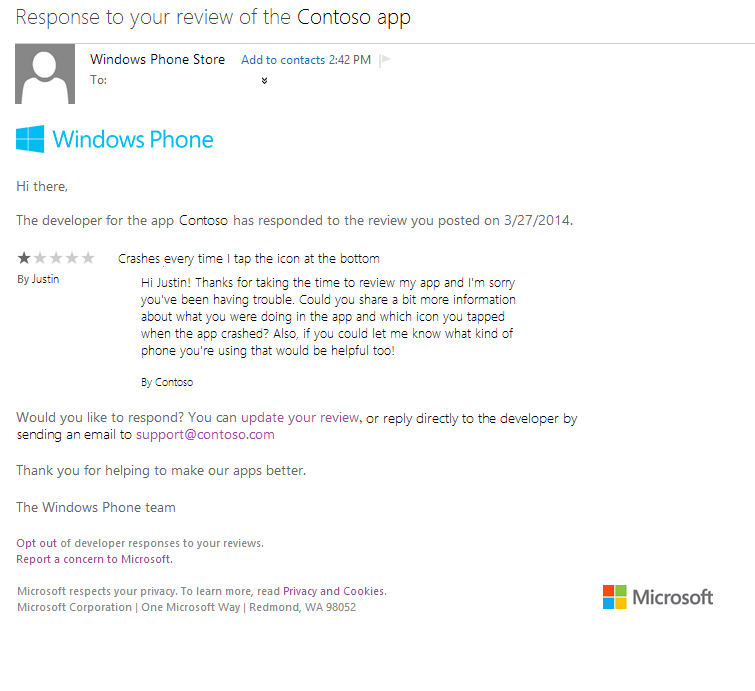 Response to your review of the Contoso app
Windows Phone Store Add to contacts 2:42 PM
To:
Windows Phone
Hi there,
The developer for the app Contoso has responded to the review you posted on 3/27/2014.
Crashes every time I tap the icon at the bottom
By Justin
Hi Justin! Thanks for taking the time to review my app and I'm sorry
you've been having trouble. Could you share a bit more information
about what you were doing in the app and which icon you tapped
when the app crashed? Also, if you could let me know what kind of
phone you're using that would be helpful too!
By Contoso
Would you like to respond? You can update your review, or reply directly to the developer by
sending an email to support@contoso.com
Thank you for helping to make our apps better.
The Windows Phone team
Opt out of developer responses to your reviews.
Report a concern to Microsoft.
Microsoft respects your privacy. To learn more, read Privacy and Cookies.
Microsoft Corporation | One Microsoft Way | Redmond, WA 98052
Microsoft